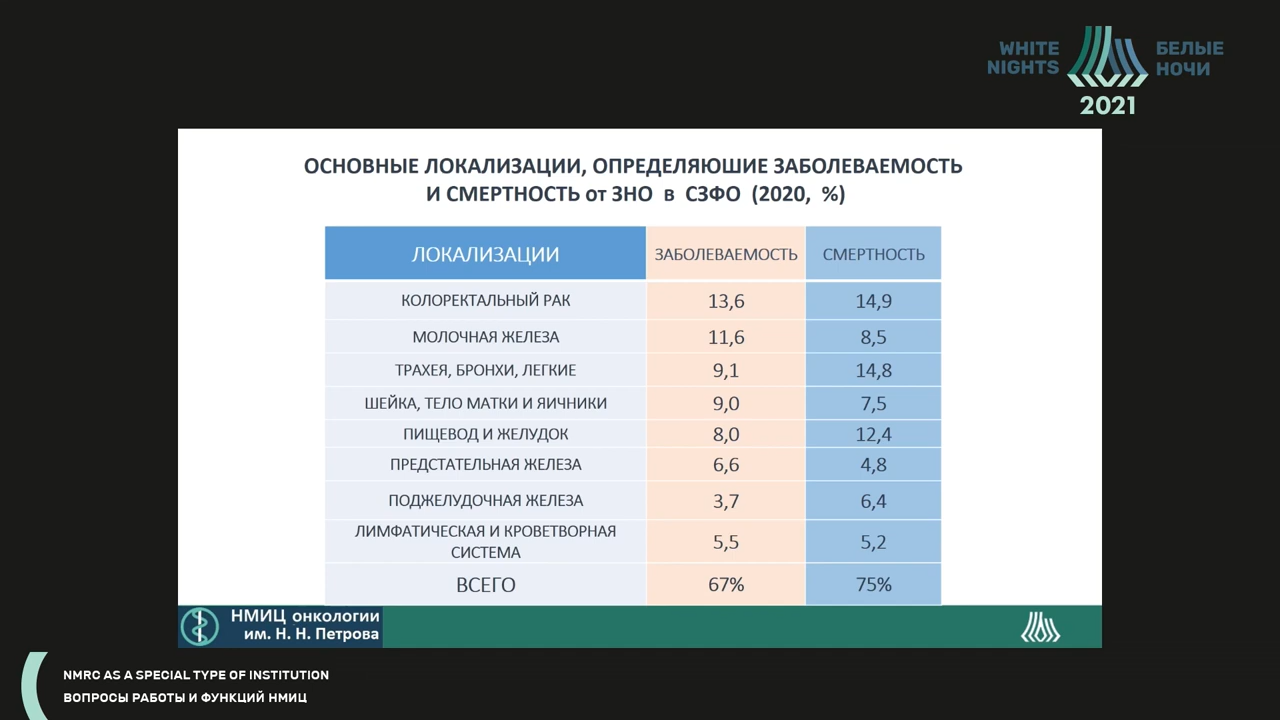 WHITE NIGHTS
БЕЛЫЕ НОЧИ
2021
ОСНОВНЫЕ ЛОКАЛИЗАЦИИ, ОПРЕДЕЛЯЮШИЕ ЗАБОЛЕВАЕМОСТЬ
И СМЕРТНОСТЬ от ЗНО в СЗФО (2020, %)
ЛОКАЛИЗАЦИИ ЗАБОЛЕВАЕМОСТЬ СМЕРТНОСТЬ
КОЛОРЕКТАЛЬНЫЙ РАК 13,6 14,9
МОЛОЧНАЯ ЖЕЛЕЗА 11,6 8,5
ТРАХЕЯ, БРОНХИ, ЛЕГКИЕ 9,1 14,8
ШЕЙКА, ТЕЛО МАТКИ И ЯИЧНИКИ 9,0 7,5
ПИЩЕВОД И ЖЕЛУДОК 8,0 12,4
ПРЕДСТАТЕЛЬНАЯ ЖЕЛЕЗА 6,6 4,8
ПОДЖЕЛУДОЧНАЯ ЖЕЛЕЗА 3,7 6,4
ЛИМФАТИЧЕСКАЯ И КРОВЕТВОРНАЯ
СИСТЕМА 5,5 5,2
ВСЕГО 67% 75%
НМИЦ онкологии
им. Н. Н. Петрова
NMRC AS A SPECIAL TYPE OF INSTITUTION
ВОПРОСЫ РАБОТЫ И ФУНКЦИЙ НМИЦ